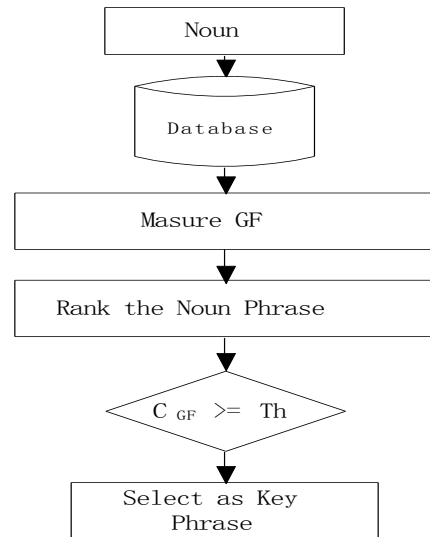 Noun
Database
Masure GF
Rank the Noun Phrase
C GF >= Th
Select as Key
Phrase